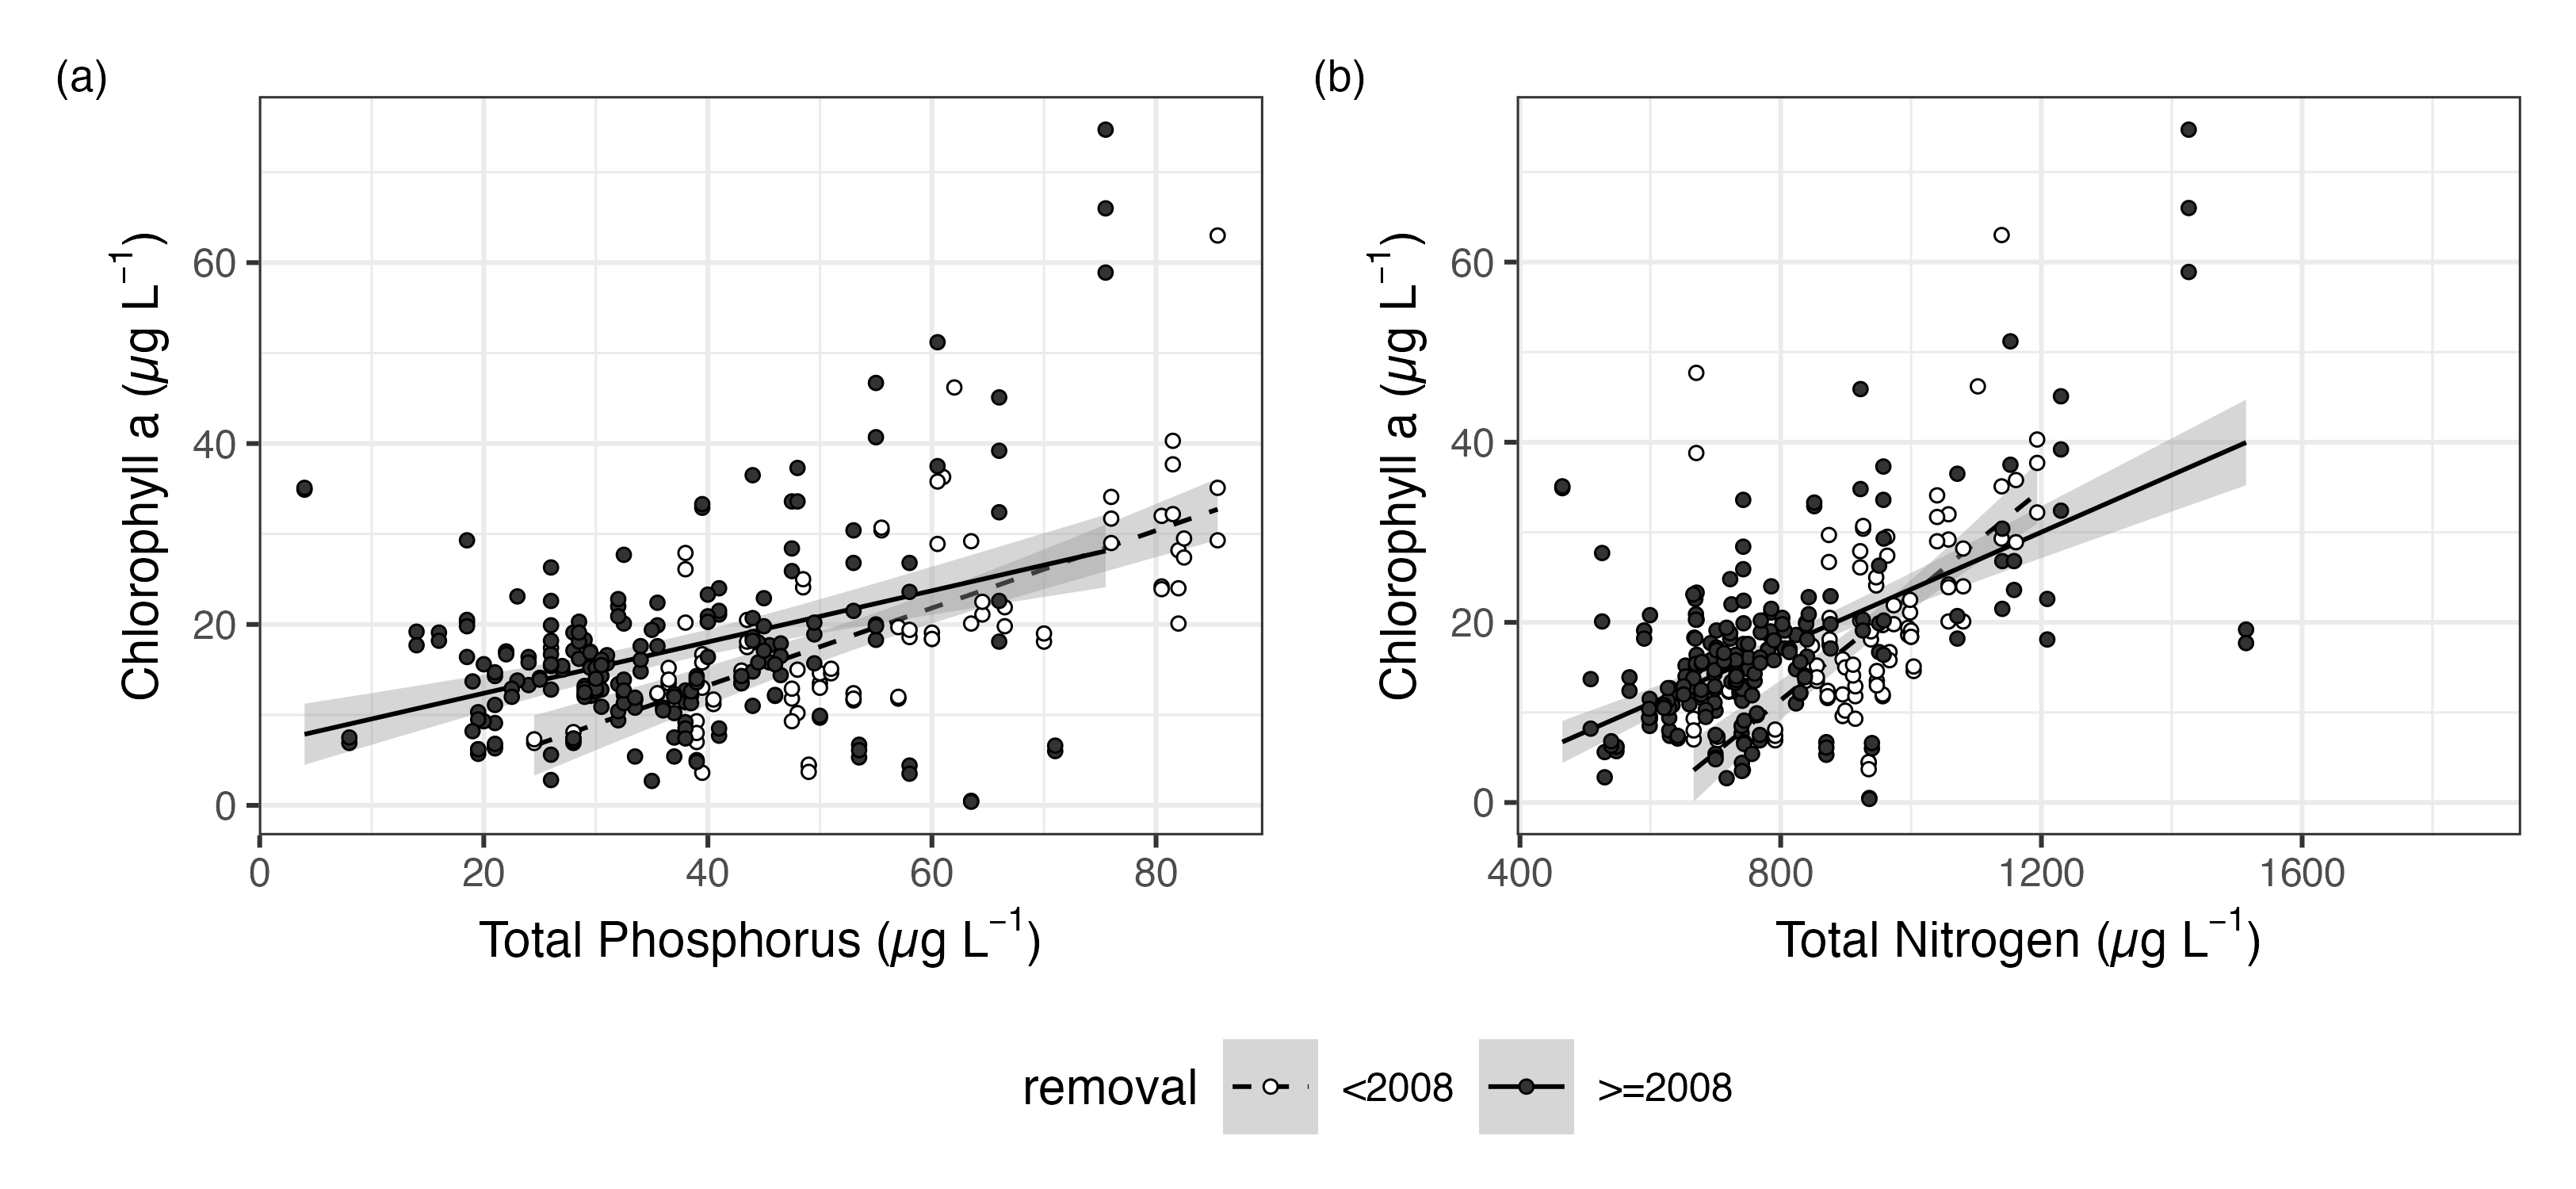 (a)
(b)
Chlorophyll a (µg L⁻¹)
60
40
20
0
0 20 40 60 80
Total Phosphorus (µg L⁻¹)
Chlorophyll a (µg L⁻¹)
60
40
20
0
400 800 1200 1600
Total Nitrogen (µg L⁻¹)
removal <2008 >=2008